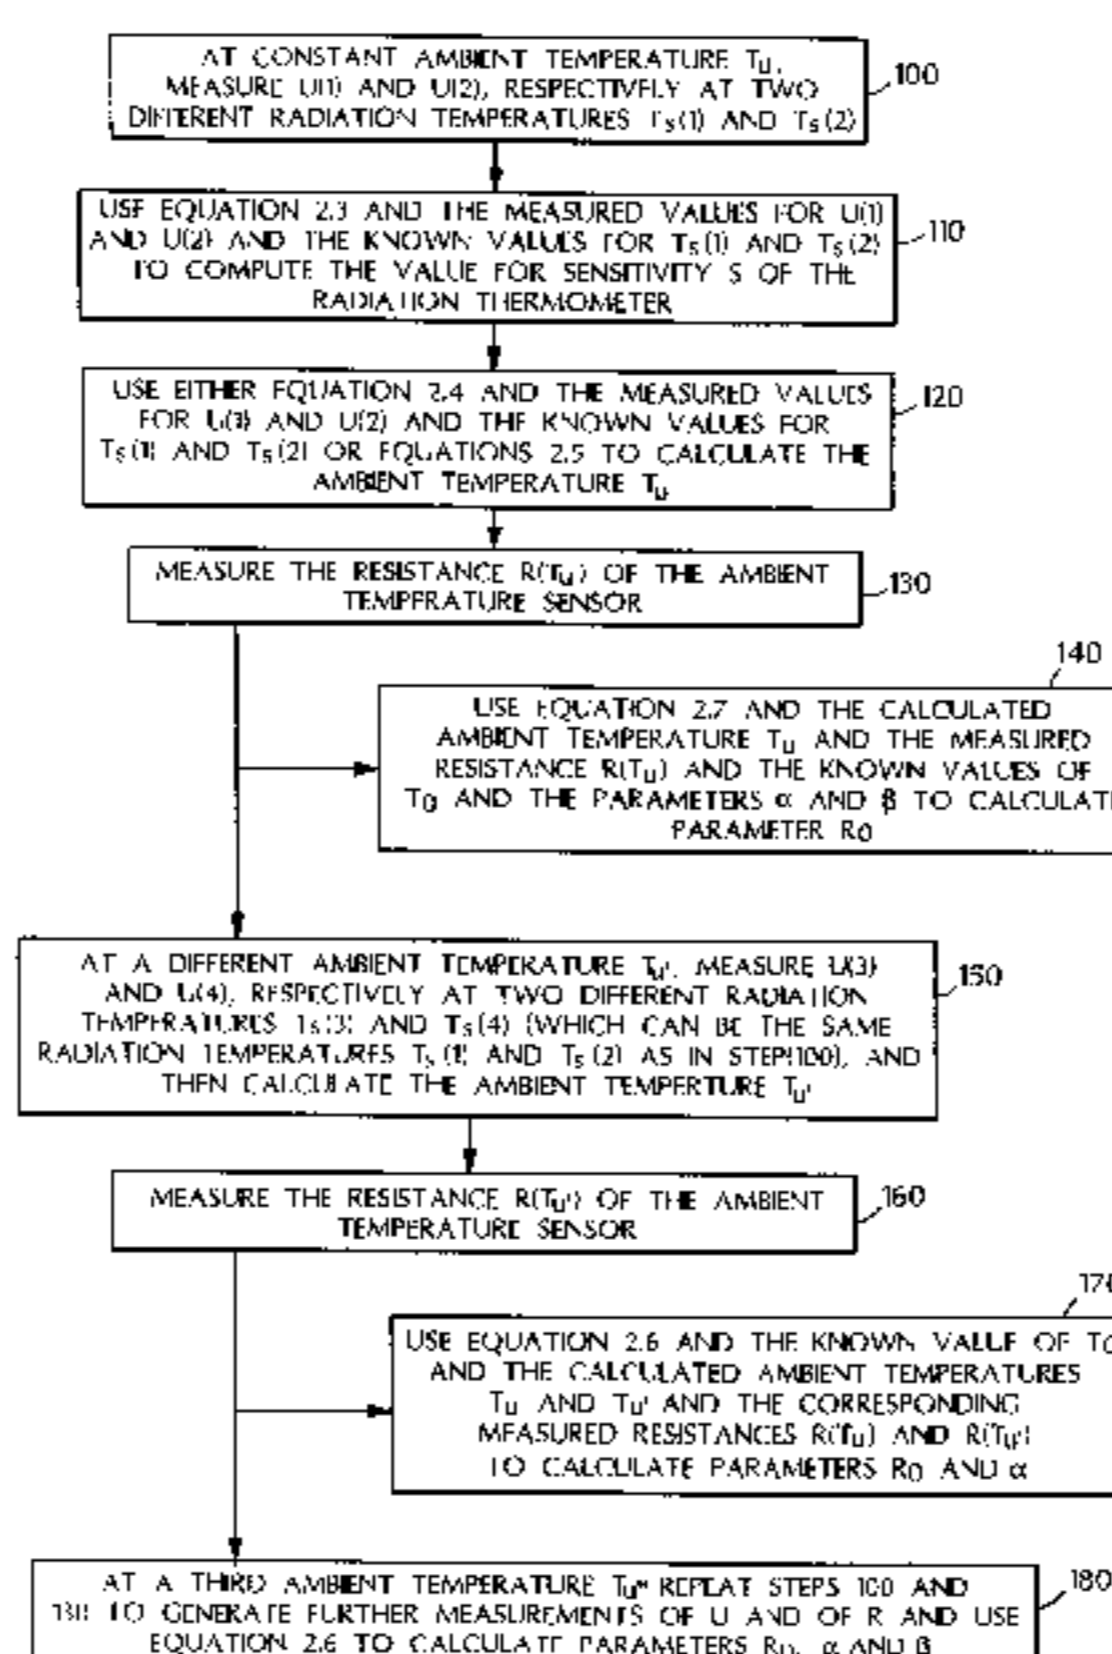 AT CONSTANT AMBIENT TEMPERATURE TU,
MEASURE U(1) AND U(2), RESPECTIVELY AT TWO
DIFFERENT RADIATION TEMPERATURES TS(1) AND TS(2)
100
USE EQUATION 2.3 AND THE MEASURED VALUES FOR U(1)
AND U(2) AND THE KNOWN VALUES FOR TS(1) AND TS(2)
TO COMPUTE THE VALUE FOR SENSITIVITY S OF THE
RADIATION THERMOMETER
110
USE EITHER EQUATION 2.4 AND THE MEASURED VALUES
FOR U(1) AND U(2) AND THE KNOWN VALUES FOR
TS(1) AND TS(2) OR EQUATIONS 2.5 TO CALCULATE THE
AMBIENT TEMPERATURE TU
120
MEASURE THE RESISTANCE R(TU) OF THE AMBIENT
TEMPERATURE SENSOR
130
140
USE EQUATION 2.7 AND THE CALCULATED
AMBIENT TEMPERATURE TU AND THE MEASURED
RESISTANCE R(TU) AND THE KNOWN VALUES OF
T0 AND THE PARAMETERS α AND β TO CALCULATE
PARAMETER R0
AT A DIFFERENT AMBIENT TEMPERATURE TU', MEASURE U(3)
AND U(4), RESPECTIVELY AT TWO DIFFERENT RADIATION
TEMPERATURES TS(3) AND TS(4) (WHICH CAN BE THE SAME
RADIATION TEMPERATURES TS(1) AND TS(2) AS IN STEP(100), AND
THEN CALCULATE THE AMBIENT TEMPERTURE TU'
150
MEASURE THE RESISTANCE R(TU') OF THE AMBIENT
TEMPERATURE SENSOR
160
170
USE EQUATION 2.6 AND THE KNOWN VALUE OF T0
AND THE CALCULATED AMBIENT TEMPERATURES
TU AND TU' AND THE CORRESPONDING
MEASURED RESISTANCES R(TU) AND R(TU')
TO CALCULATE PARAMETERS R0 AND α
AT A THIRD AMBIENT TEMPERATURE TU" REPEAT STEPS 100 AND
130 TO GENERATE FURTHER MEASUREMENTS OF U AND OF R AND USE
EQUATION 2.6 TO CALCULATE PARAMETERS R0, α AND β
180